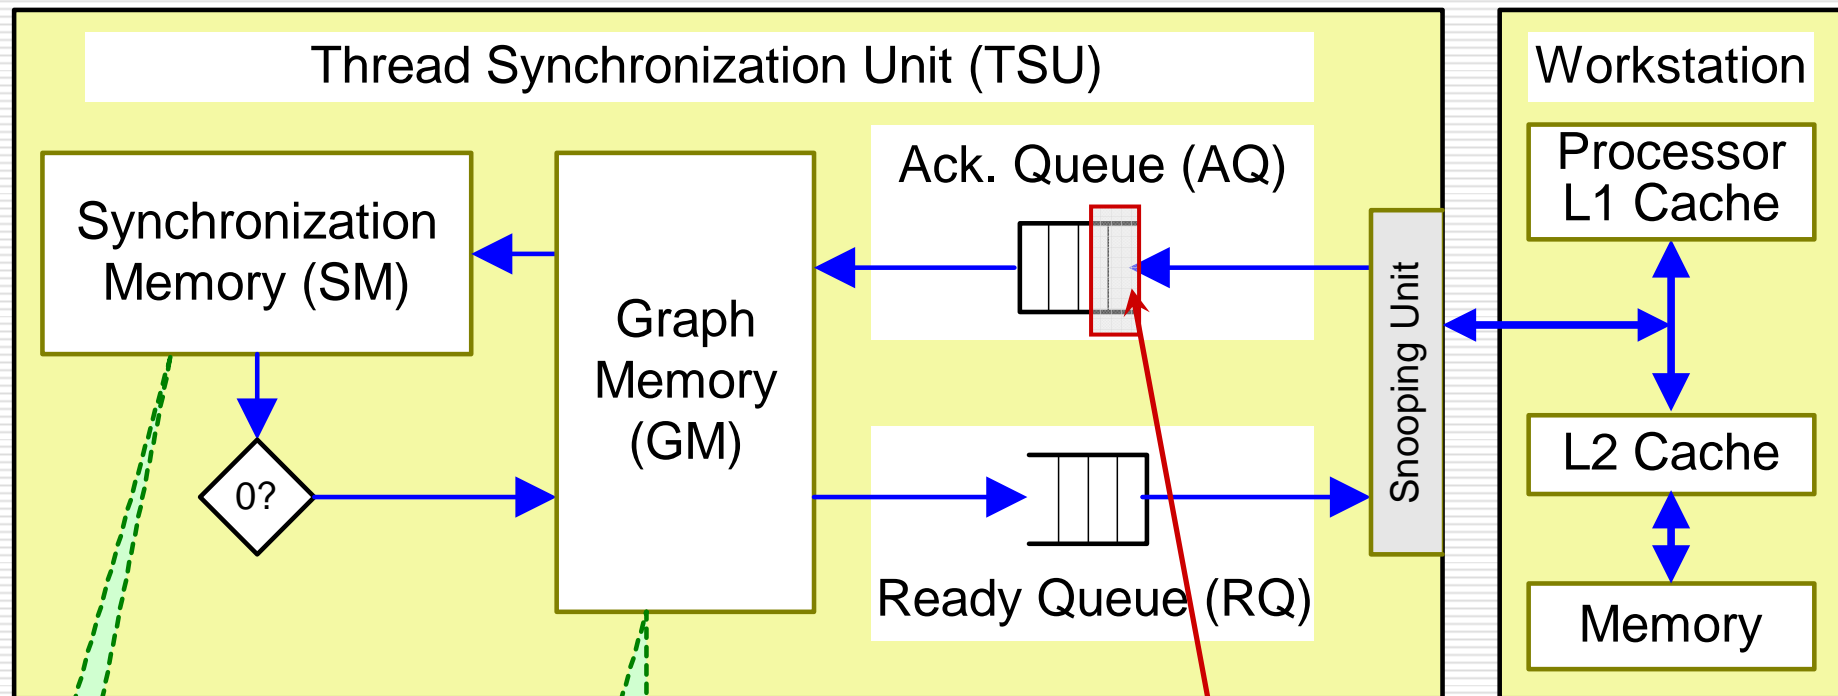 Thread Synchronization Unit (TSU)
Workstation
Synchronization
Memory (SM)
0?
Graph
Memory
(GM)
Ack. Queue (AQ)
Ready Queue (RQ)
Snooping Unit
Processor
L1 Cache
L2 Cache
Memory